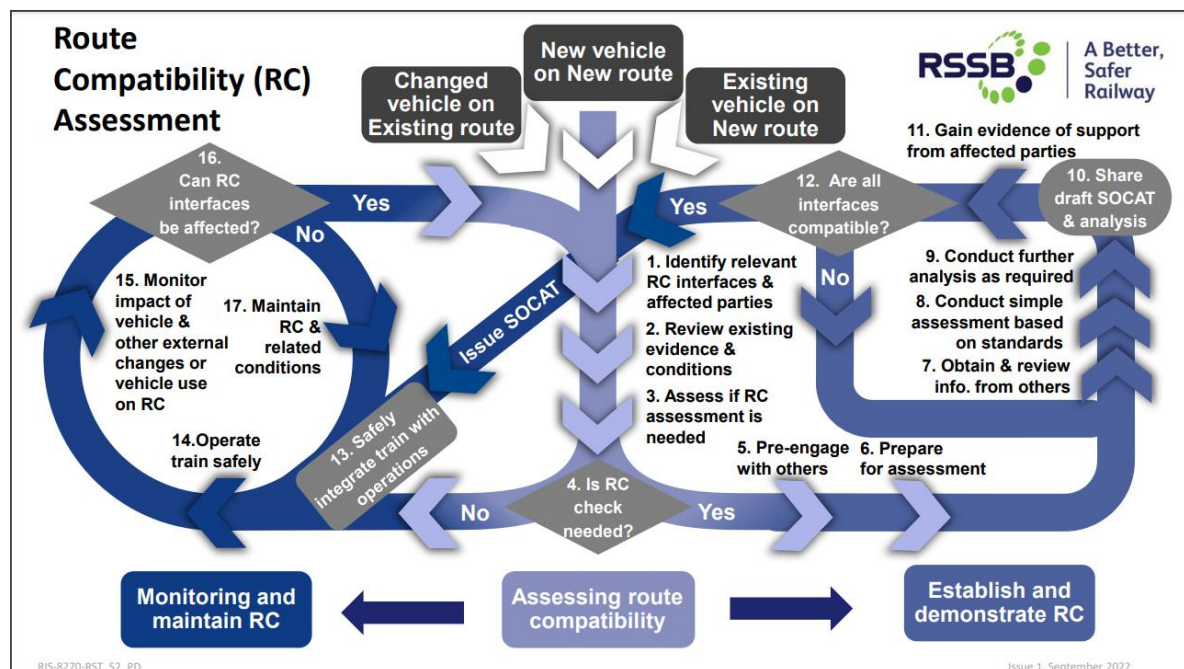 Route
Compatibility (RC)
Assessment
New vehicle
on New route
Changed
vehicle on
Existing route
Existing
vehicle on
New route
RSSB
A Better,
Safer
Railway
11. Gain evidence of support
from affected parties
16.
Can RC
interfaces
be affected?
Yes
No
12. Are all
interfaces
compatible?
Yes
No
10. Share
draft SOCAT
& analysis
1. Identify relevant
RC interfaces &
affected parties
2. Review existing
evidence &
conditions
3. Assess if RC
assessment is
needed
9. Conduct further
analysis as required
8. Conduct simple
assessment based
on standards
7. Obtain & review
info. from others
15. Monitor
impact of
vehicle &
other external
changes or
vehicle use
on RC
17. Maintain
RC &
related
conditions
Issue SOCAT
14.Operate
train safely
13. Safely
integrate train with
operations
5. Pre-engage
with others
6. Prepare
for assessment
4. Is RC
check
needed?
No
Yes
Monitoring and
maintain RC
Assessing route
compatibility
Establish and
demonstrate RC
RIS-8270-RST S2 PD
Issue 1 September 2022